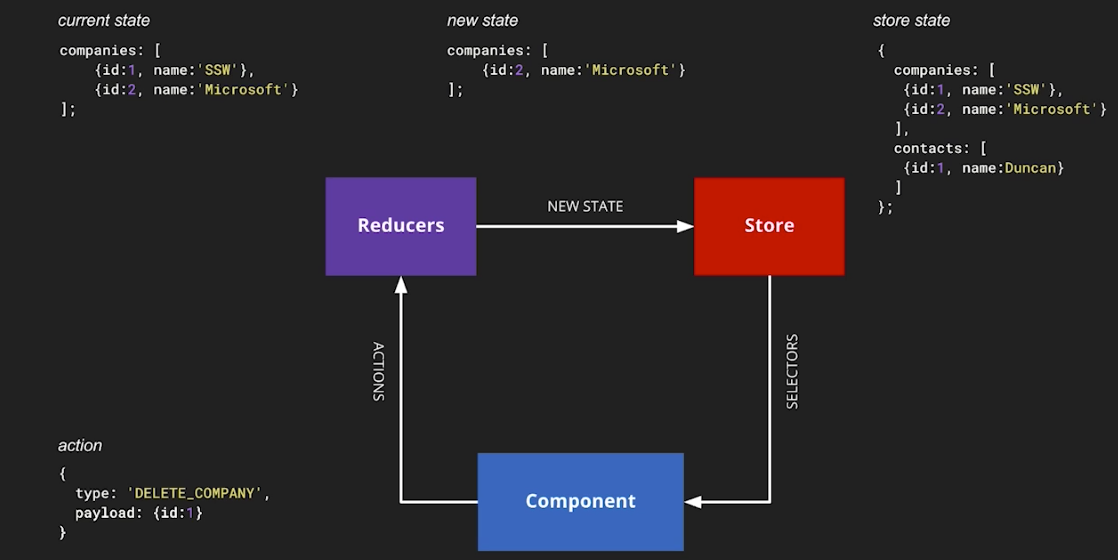 current state
companies: [
{id:1, name:'SSW'},
{id:2, name:'Microsoft'}
];
new state
companies: [
{id:2, name:'Microsoft'}
];
store state
{
companies: [
{id:1, name:'SSW'},
{id:2, name:'Microsoft'}
],
contacts: [
{id:1, name:Duncan}
]
};
Reducers
NEW STATE
Store
ACTIONS
SELECTORS
action
{
type: 'DELETE_COMPANY',
payload: {id:1}
}
Component